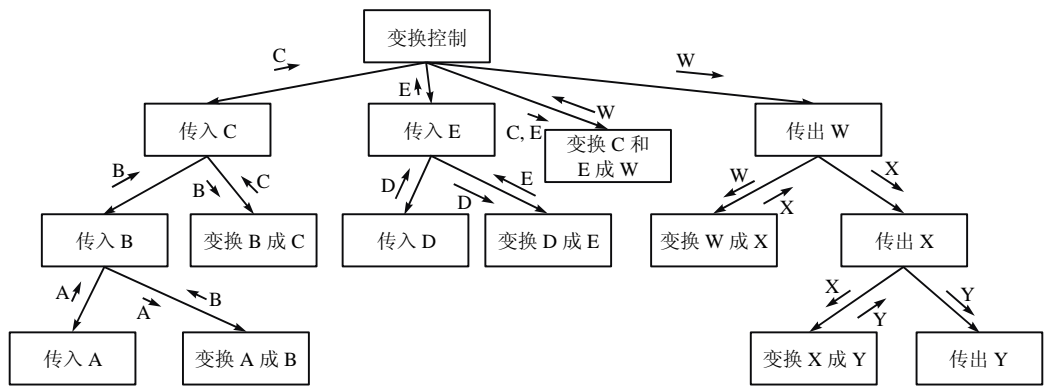 变换控制
C
E
W
C, E
W
传入 C
传入 E
变换 C 和
E 成 W
传出 W
B
B
C
D
D
E
W
X
X
传入 B
变换 B 成 C
传入 D
变换 D 成 E
变换 W 成 X
传出 X
A
A
B
X
Y
Y
传入 A
变换 A 成 B
变换 X 成 Y
传出 Y